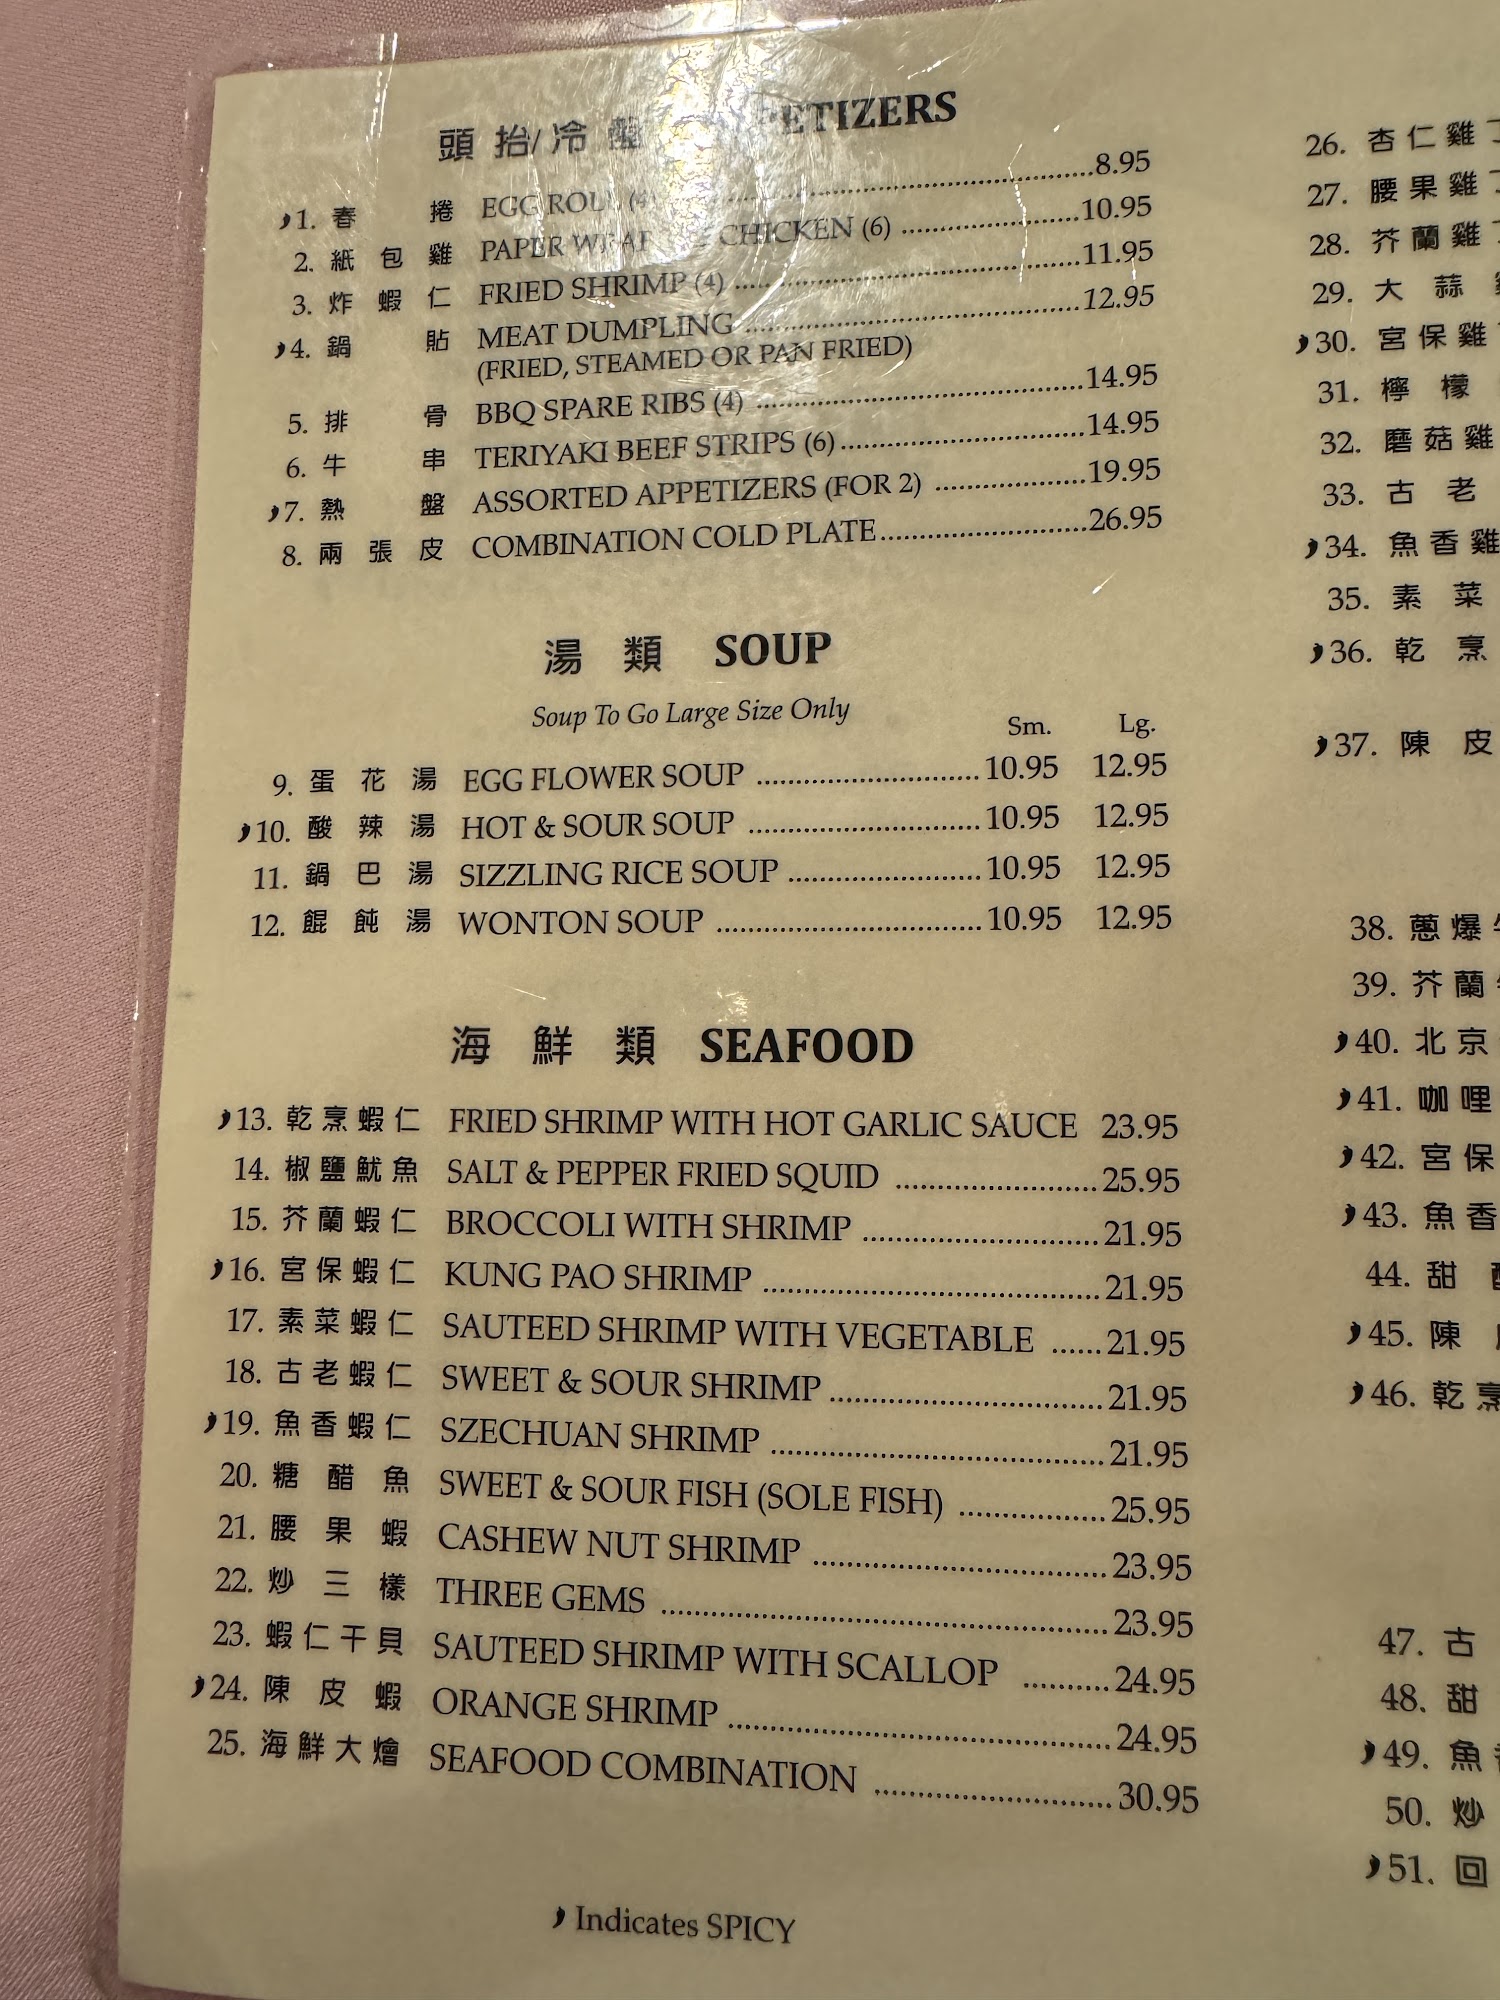 頭 抬/冷 盤 ETIZERS
1. 春 捲 EGG ROLL (4) 8.95
2. 紙 包 雞 PAPER WRAP CHICKEN (6) 10.95
3. 炸 蝦 仁 FRIED SHRIMP (4) 11.95
4. 鍋 貼 MEAT DUMPLING 12.95
(FRIED, STEAMED OR PAN FRIED)
5. 排 骨 BBQ SPARE RIBS (4) 14.95
6. 牛 串 TERIYAKI BEEF STRIPS (6) 14.95
7. 熱 盤 ASSORTED APPETIZERS (FOR 2) 19.95
8. 兩 張 皮 COMBINATION COLD PLATE 26.95
湯 類 SOUP
Soup To Go Large Size Only
Sm. Lg.
9. 蛋 花 湯 EGG FLOWER SOUP 10.95 12.95
10. 酸 辣 湯 HOT & SOUR SOUP 10.95 12.95
11. 鍋 巴 湯 SIZZLING RICE SOUP 10.95 12.95
12. 餛 飩 湯 WONTON SOUP 10.95 12.95
海 鮮 類 SEAFOOD
13. 乾烹蝦仁 FRIED SHRIMP WITH HOT GARLIC SAUCE 23.95
14. 椒鹽魷魚 SALT & PEPPER FRIED SQUID 25.95
15. 芥蘭蝦仁 BROCCOLI WITH SHRIMP 21.95
16. 宮保蝦仁 KUNG PAO SHRIMP 21.95
17. 素菜蝦仁 SAUTEED SHRIMP WITH VEGETABLE 21.95
18. 古老蝦仁 SWEET & SOUR SHRIMP 21.95
19. 魚香蝦仁 SZECHUAN SHRIMP 21.95
20. 糖 醋 魚 SWEET & SOUR FISH (SOLE FISH) 25.95
21. 腰 果 蝦 CASHEW NUT SHRIMP 23.95
22. 炒 三 樣 THREE GEMS 23.95
23. 蝦仁干貝 SAUTEED SHRIMP WITH SCALLOP 24.95
24. 陳 皮 蝦 ORANGE SHRIMP 24.95
25. 海鮮大燴 SEAFOOD COMBINATION 30.95
Indicates SPICY
26. 杏仁雞
27. 腰果雞
28. 芥蘭雞
29. 大 蒜
30. 宮保雞
31. 檸 檬
32. 磨菇雞
33. 古 老
34. 魚香雞
35. 素 菜
36. 乾 烹
37. 陳 皮
38. 蔥爆
39. 芥蘭
40. 北京
41. 咖哩
42. 宮保
43. 魚香
44. 甜
45. 陳
46. 乾烹
47. 古
48. 甜
49. 魚
50. 炒
51. 回